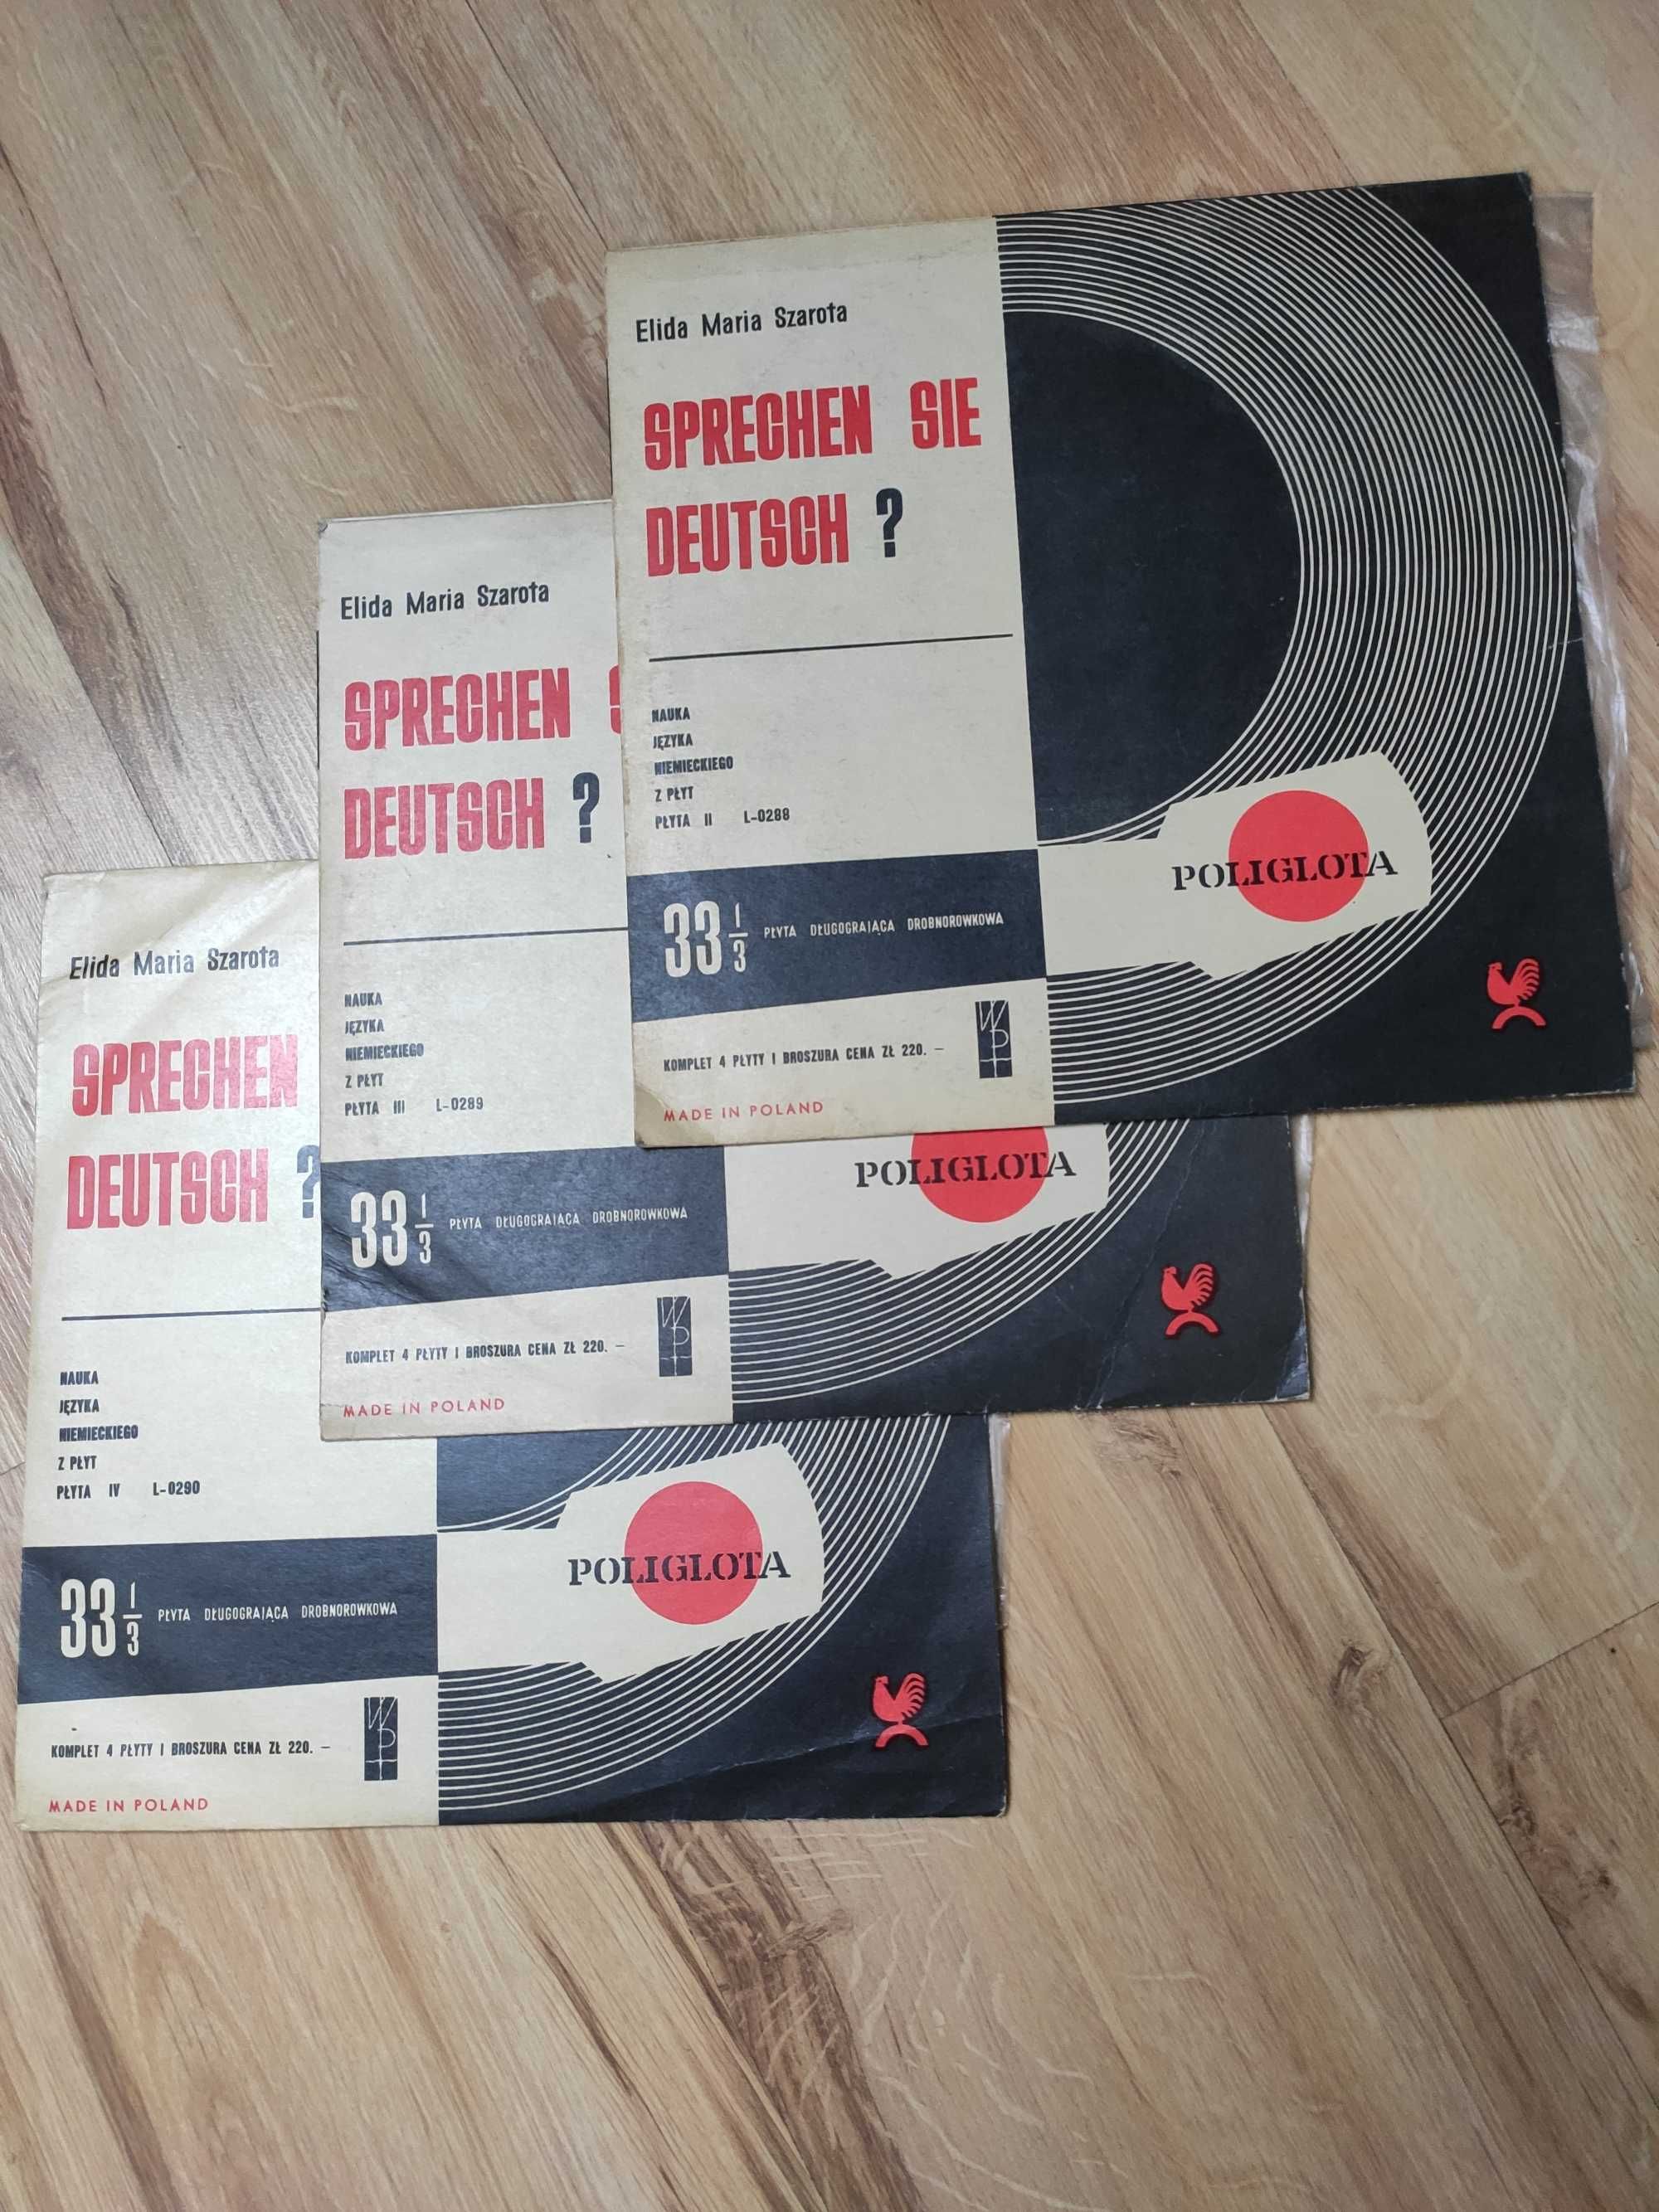 Elida Maria Szarota
SPRECHEN SIE
DEUTSCH ?
NAUKA
JĘZYKA
NIEMIECKIEGO
Z PŁYT
PŁYTA II L-0288
33 1/3 PŁYTA DŁUGOGRAJĄCA DROBNOROWKOWA
POLIGLOTA
KOMPLET 4 PŁYTY I BROSZURA CENA ZŁ 220. –
MADE IN POLAND
Elida Maria Szarota
SPRECHEN
DEUTSCH ?
NAUKA
JĘZYKA
NIEMIECKIEGO
Z PŁYT
PŁYTA III L-0289
33 1/3 PŁYTA DŁUGOGRAJĄCA DROBNOROWKOWA
POLIGLOTA
KOMPLET 4 PŁYTY I BROSZURA CENA ZŁ 220. –
MADE IN POLAND
Elida Maria Szarota
SPRECHEN
DEUTSCH ?
NAUKA
JĘZYKA
NIEMIECKIEGO
Z PŁYT
PŁYTA IV L-0290
33 1/3 PŁYTA DŁUGOGRAJĄCA DROBNOROWKOWA
POLIGLOTA
KOMPLET 4 PŁYTY I BROSZURA CENA ZŁ 220. –
MADE IN POLAND